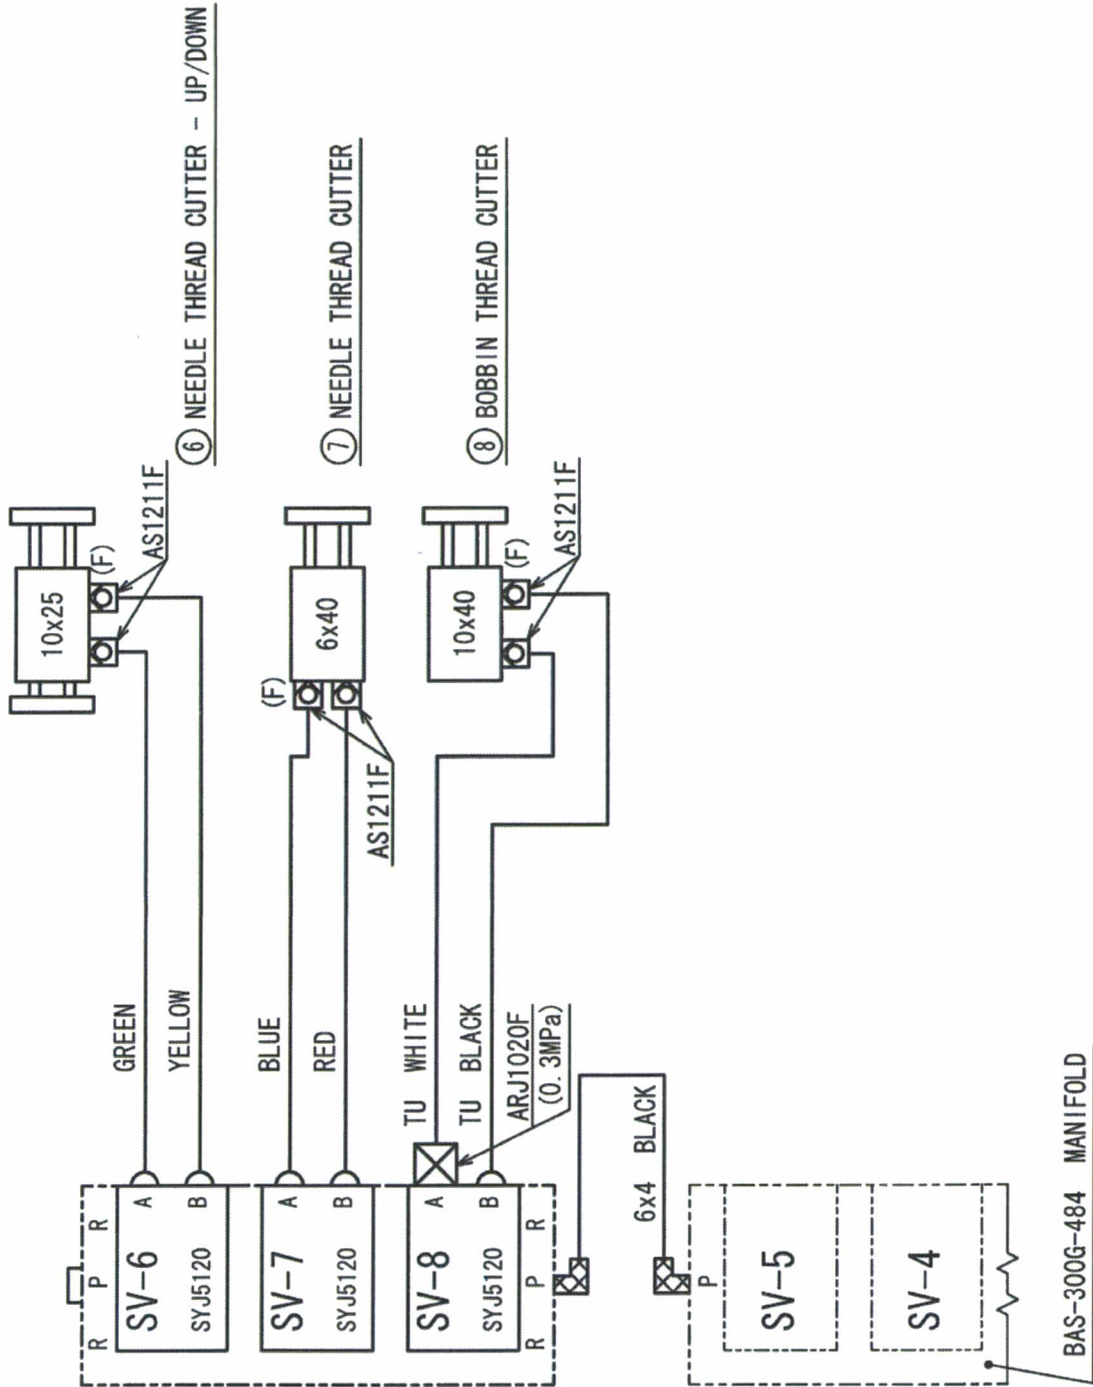 ⑥ NEEDLE THREAD CUTTER - UP/DOWN
⑦ NEEDLE THREAD CUTTER
⑧ BOBBIN THREAD CUTTER
10x25
(F)
AS1211F
6x40
(F)
AS1211F
10x40
(F)
AS1211F
GREEN
YELLOW
BLUE
RED
TU WHITE
TU BLACK
ARJ1020F
(0.3MPa)
R P R
SV-6
SYJ5120
A
B
SV-7
SYJ5120
A
B
SV-8
SYJ5120
A
B
R P R
6x4 BLACK
P
SV-5
SV-4
BAS-300G-484 MANIFOLD